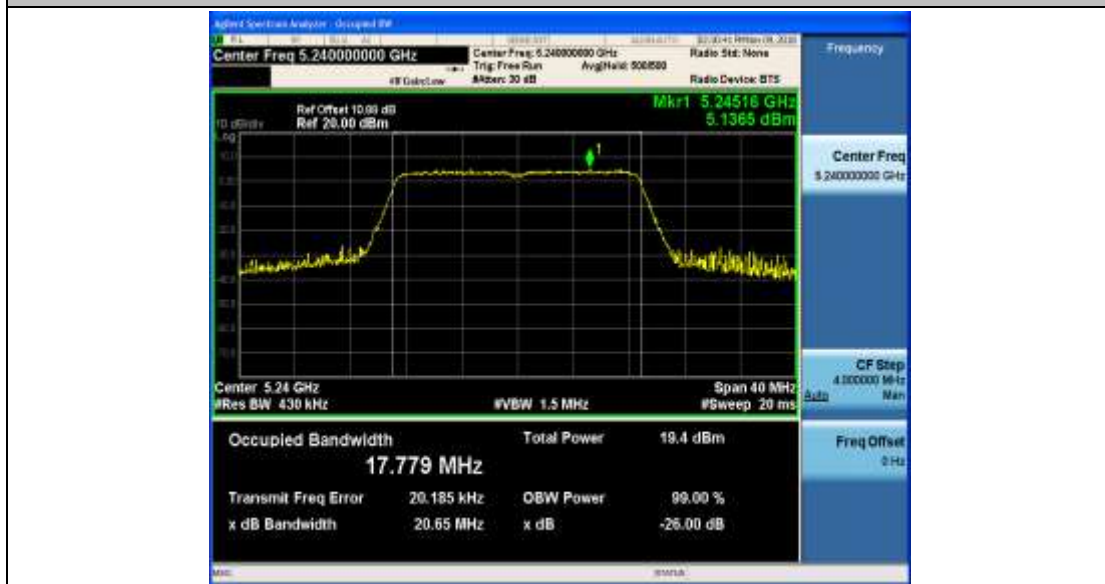 Agilent Spectrum Analyzer - Occupied BW
Center Freq 5.240000000 GHz
Center Freq: 5.240000000 GHz
Radio Std: None
Trig: Free Run
Avg|Hold: 500/500
#IFGain:Low
#Atten: 30 dB
Radio Device: BTS
Frequency
Ref Offset 10.98 dB
Mkr1 5.24516 GHz
10 dB/div
Ref 20.00 dBm
5.1365 dBm
Log
1
Center Freq
5.240000000 GHz
Center 5.24 GHz
Span 40 MHz
#Res BW 430 kHz
#VBW 1.5 MHz
#Sweep 20 ms
CF Step
4.000000 MHz
Auto
Man
Occupied Bandwidth
Total Power
19.4 dBm
17.779 MHz
Freq Offset
0 Hz
Transmit Freq Error
20.185 kHz
OBW Power
99.00 %
x dB Bandwidth
20.65 MHz
x dB
-26.00 dB
MSG
STATUS